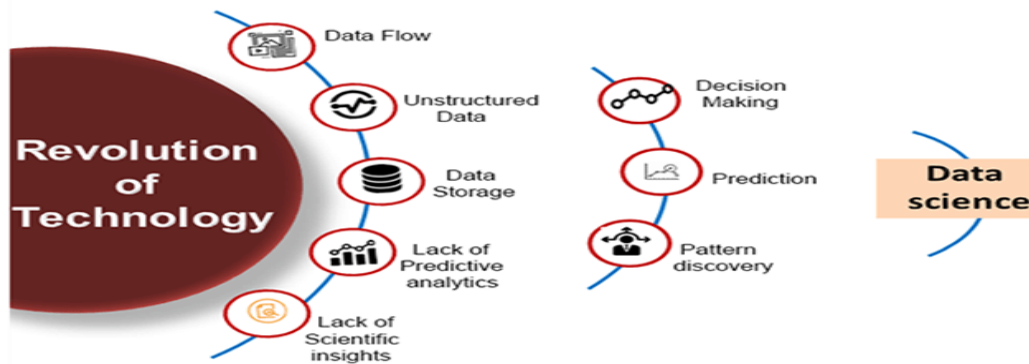 Revolution
of
Technology
Data Flow
Unstructured
Data
Data
Storage
Lack of
Predictive
analytics
Lack of
Scientific
insights
Decision
Making
Prediction
Pattern
discovery
Data
science